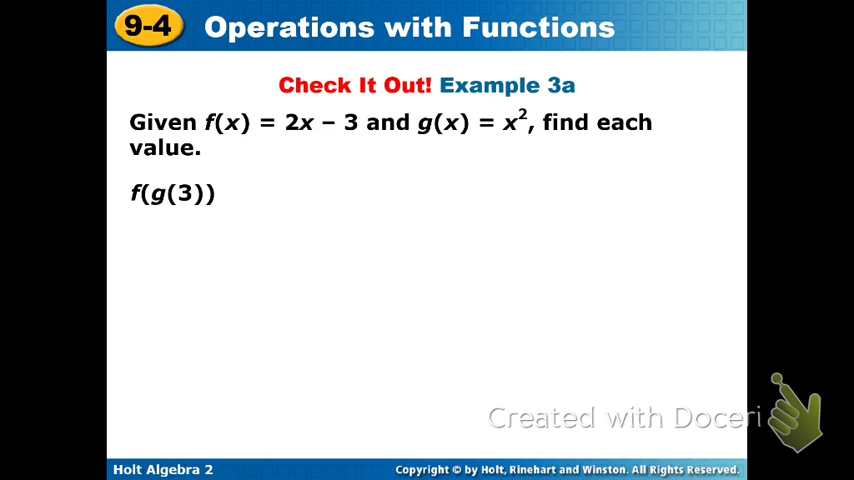 9-4 Operations with Functions
Check It Out! Example 3a
Given f(x) = 2x – 3 and g(x) = x², find each
value.
f(g(3))
Created with Doceri
Holt Algebra 2
Copyright © by Holt, Rinehart and Winston. All Rights Reserved.